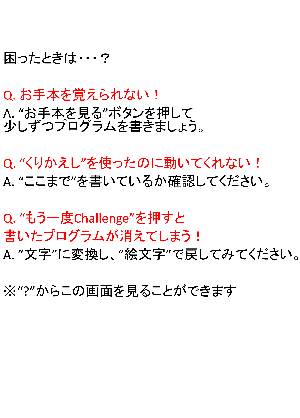 困ったときは・・・？
Q. お手本を覚えられない！
A. “お手本を見る”ボタンを押して
少しずつプログラムを書きましょう。
Q. “くりかえし”を使ったのに動いてくれない！
A. “ここまで”を書いているか確認してください。
Q. “もう一度Challenge”を押すと
書いたプログラムが消えてしまう！
A. “文字”に変換し、“絵文字”で戻してみてください。
※“?”からこの画面を見ることができます